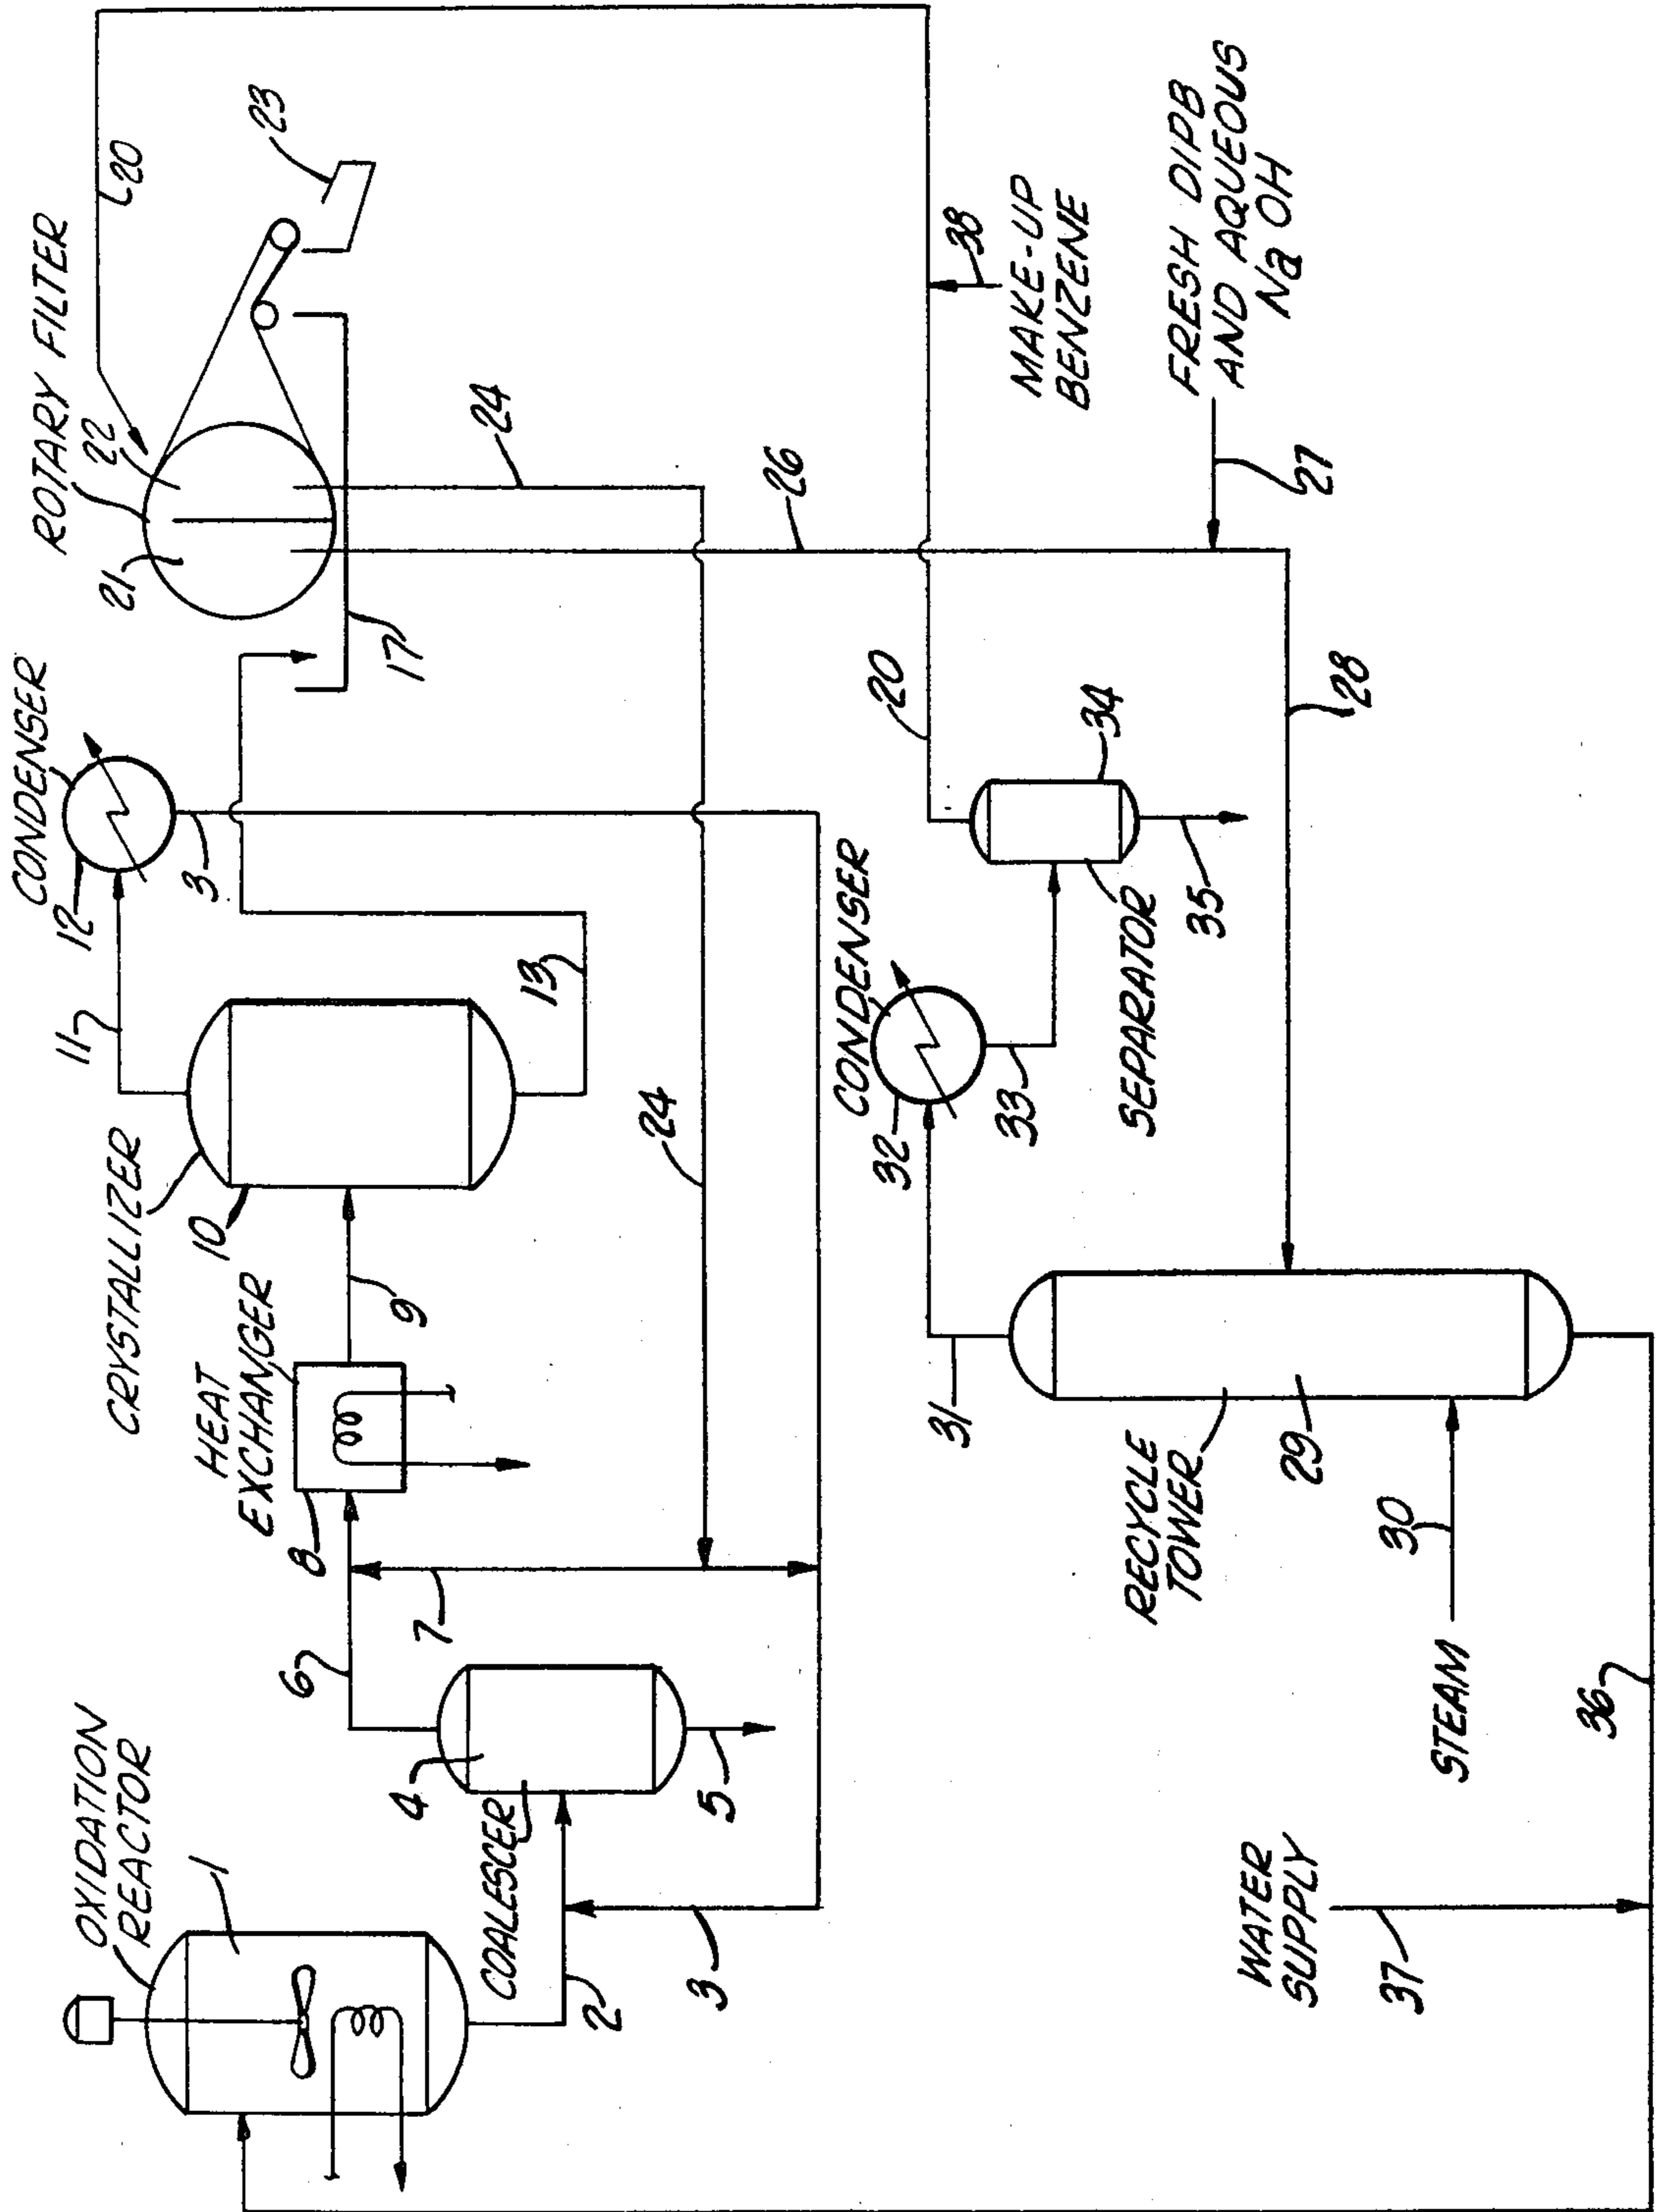 OXIDATION
REACTOR
1
2
3
COALESCER
4
5
6
7
HEAT
EXCHANGER
8
9
CRYSTALLIZER
10
11
CONDENSER
12
3
13
ROTARY FILTER
22
21
17
20
23
24
24
26
MAKE-UP
BENZENE
38
FRESH DIPB
AND AQUEOUS
NaOH
27
28
20
34
SEPARATOR
35
CONDENSER
32
33
31
RECYCLE
TOWER
29
30
STEAM
WATER
SUPPLY
37
36